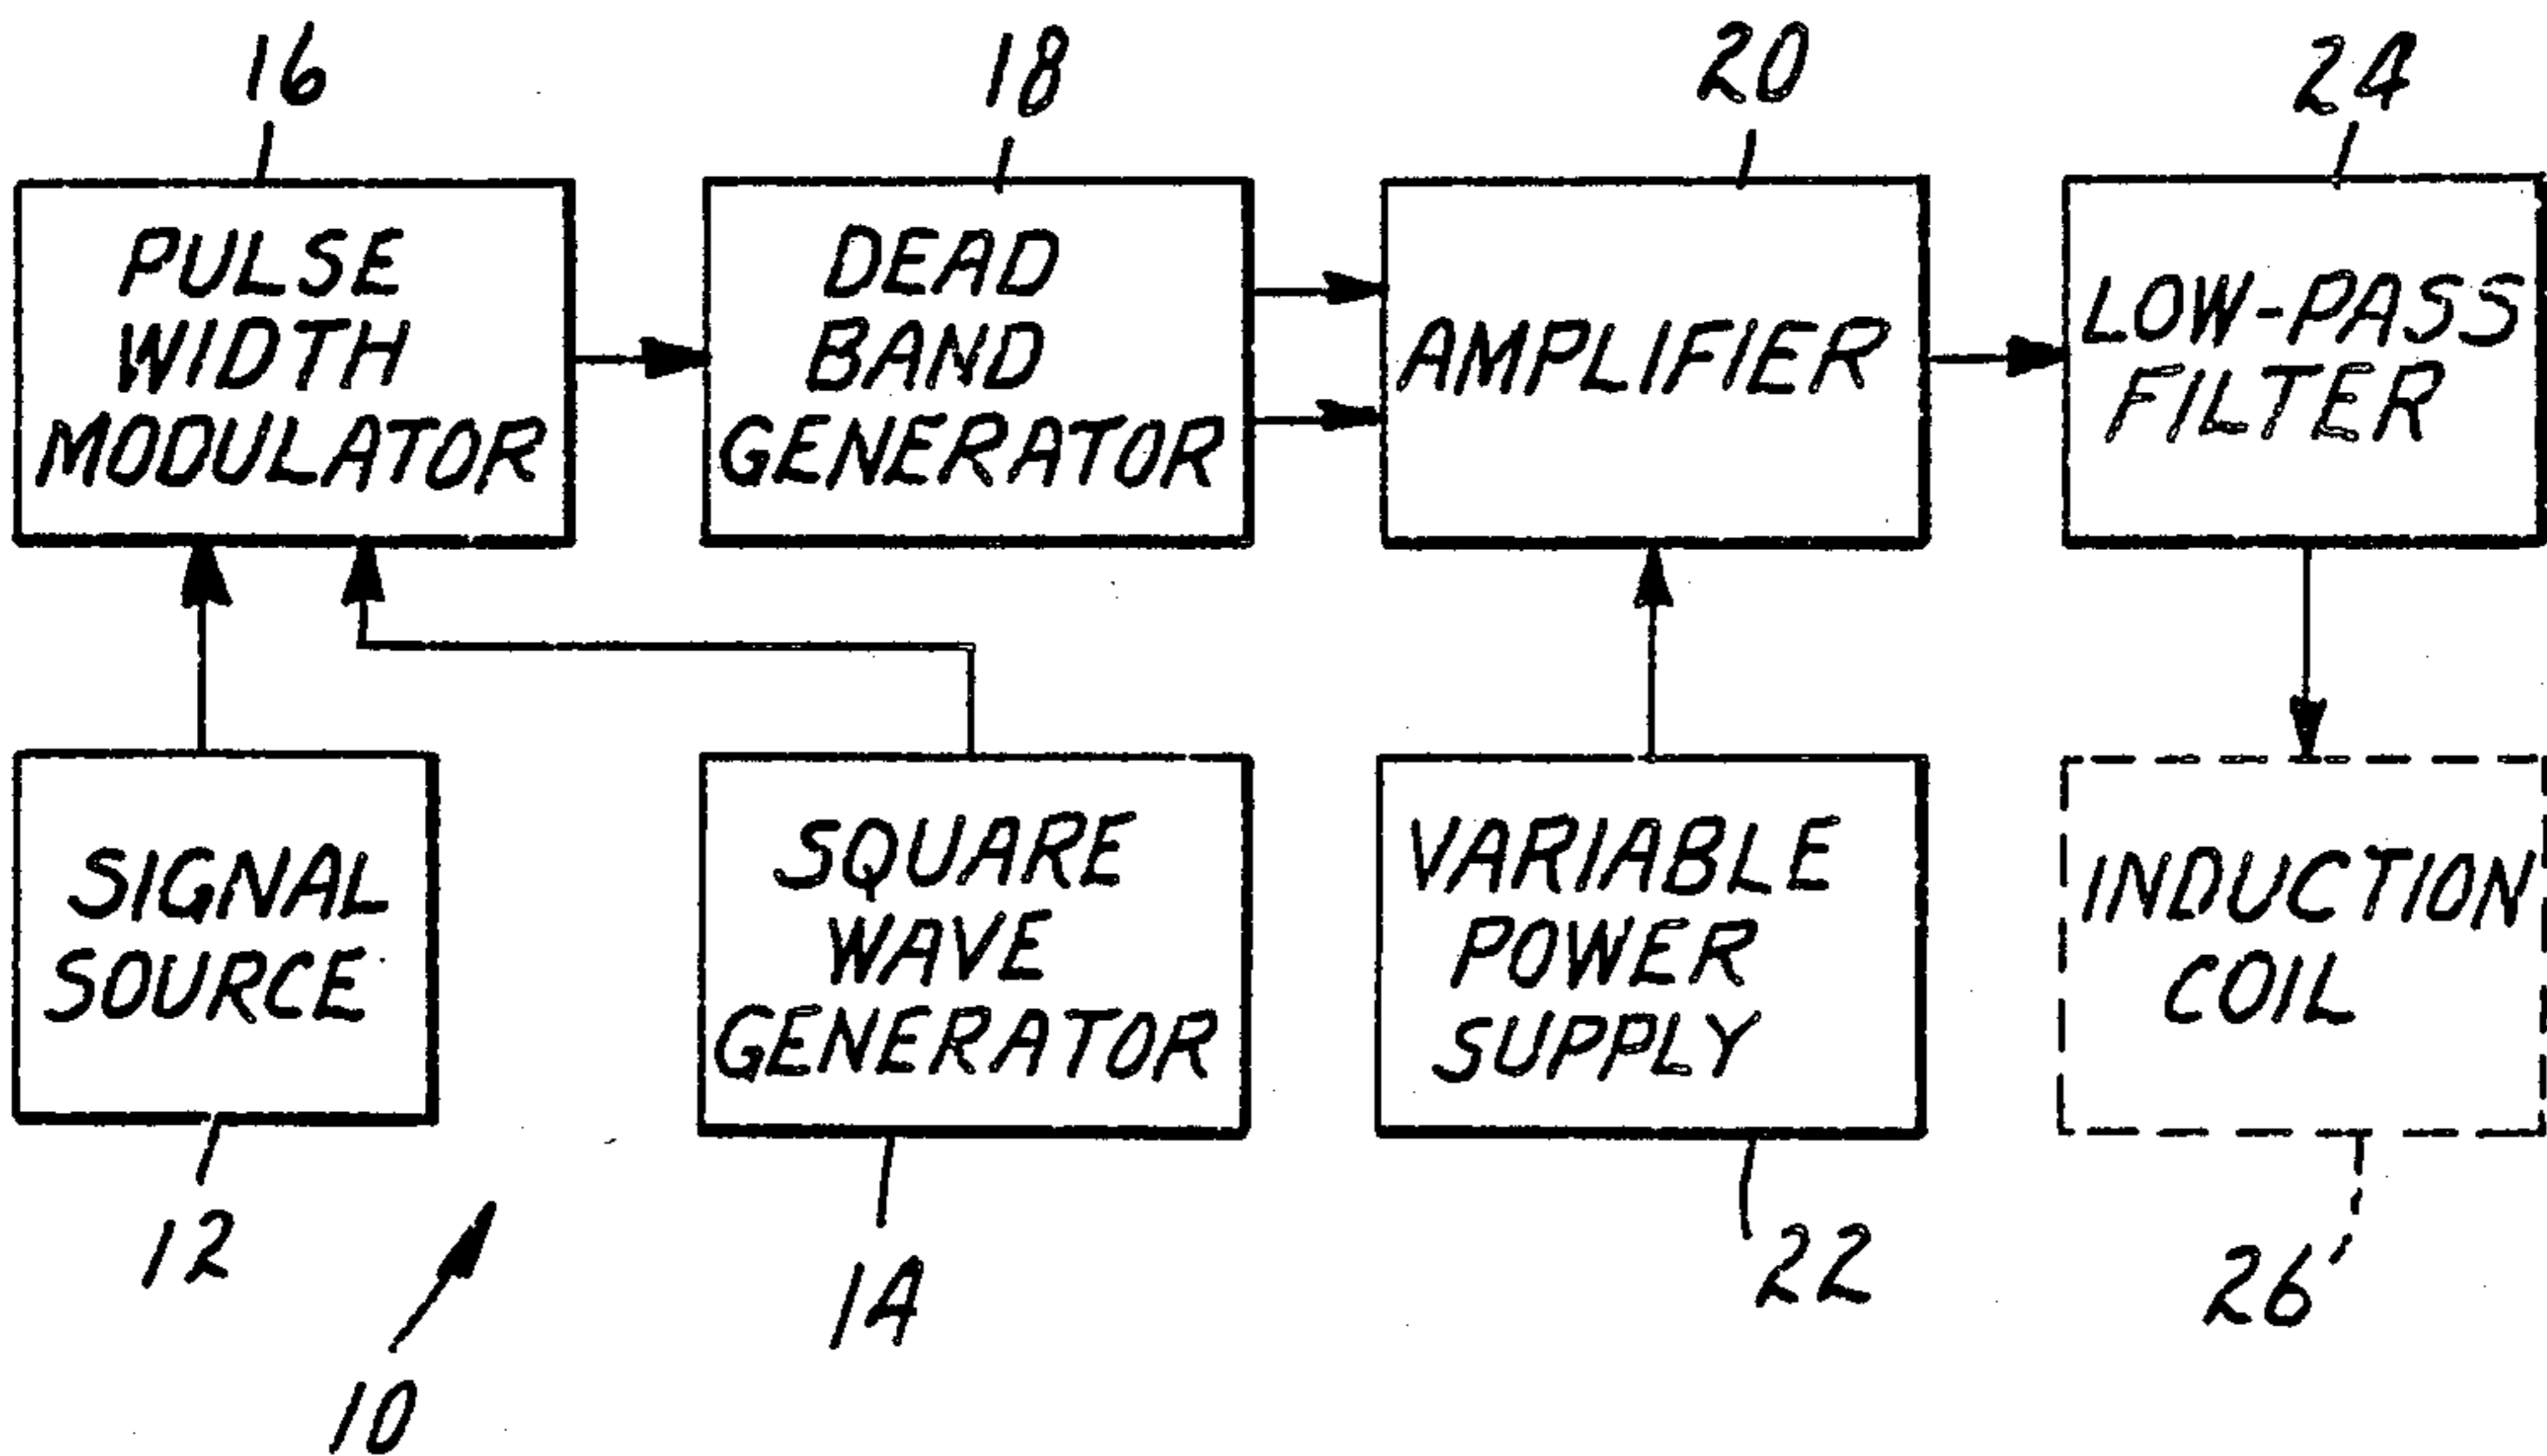 16
18
20
24
PULSE
WIDTH
MODULATOR
DEAD
BAND
GENERATOR
AMPLIFIER
LOW-PASS
FILTER
SIGNAL
SOURCE
SQUARE
WAVE
GENERATOR
VARIABLE
POWER
SUPPLY
INDUCTION
COIL
12
14
22
26
10